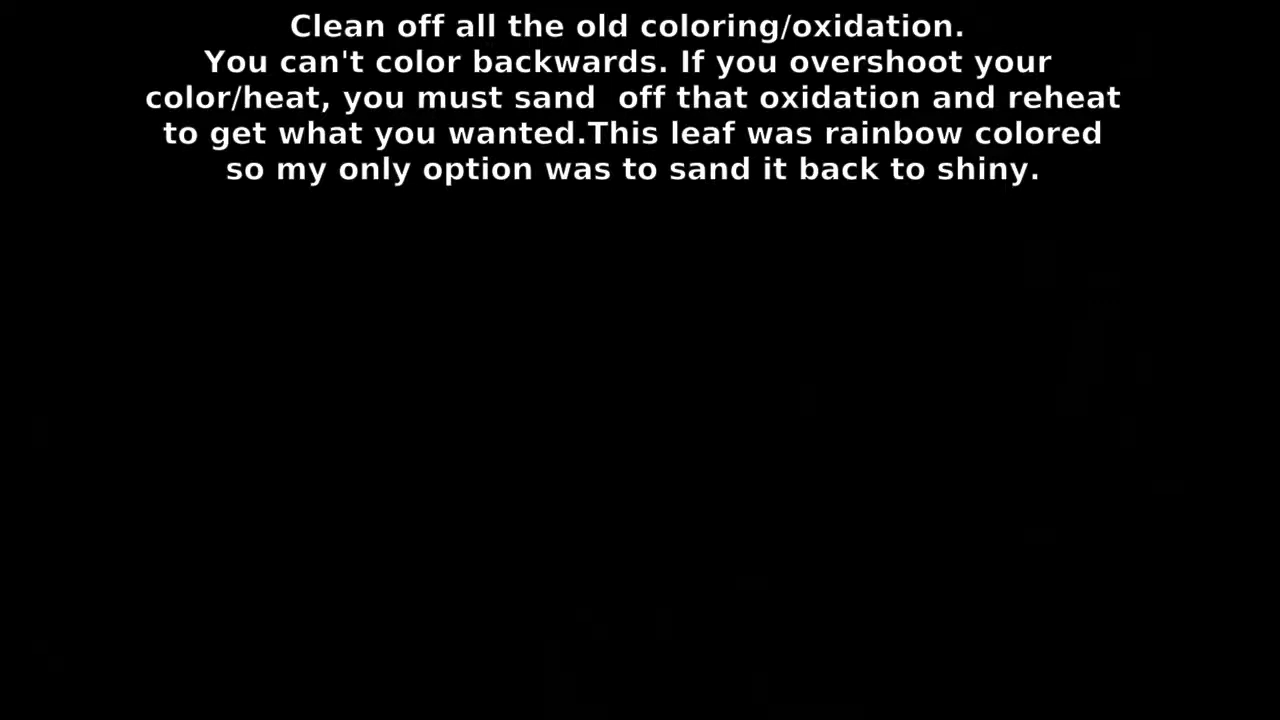 Clean off all the old coloring/oxidation.
You can't color backwards. If you overshoot your
color/heat, you must sand  off that oxidation and reheat
to get what you wanted.This leaf was rainbow colored
so my only option was to sand it back to shiny.